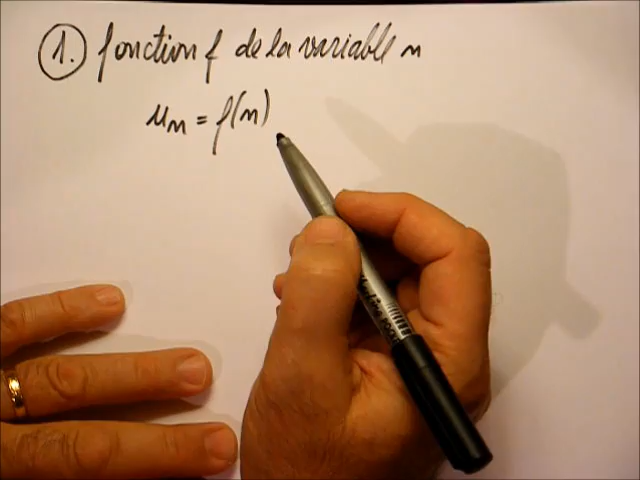 1. fonction f de la variable n
un = f(n)